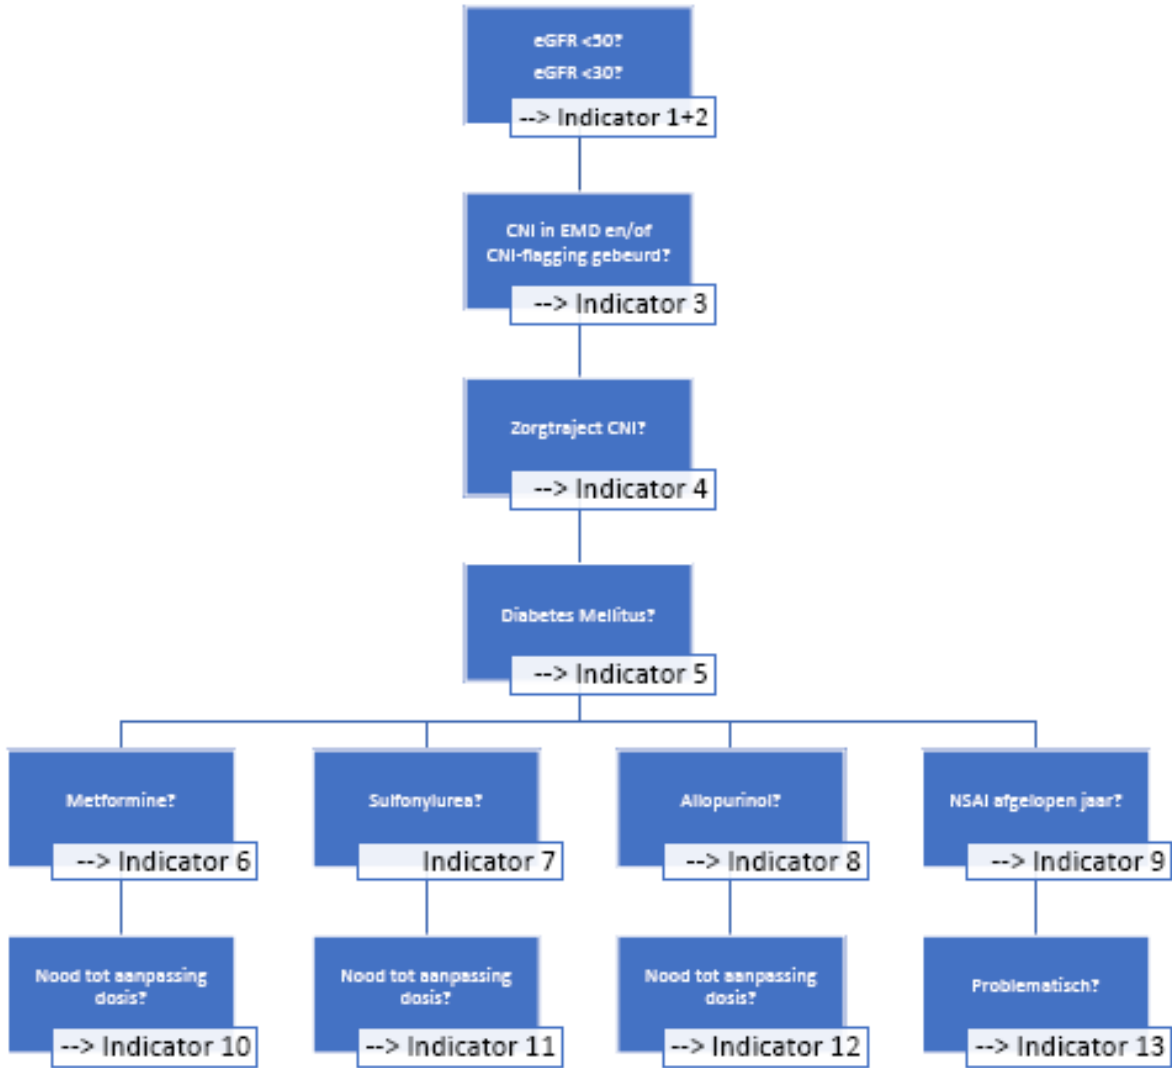 eGFR <50?
eGFR <30?
--> Indicator 1+2
CNI in EMD en/of
CNI-flagging gebeurd?
--> Indicator 3
Zorgtraject CNI?
--> Indicator 4
Diabetes Mellitus?
--> Indicator 5
Metformine?
--> Indicator 6
Sulfonylurea?
Indicator 7
Allopurinol?
--> Indicator 8
NSAI afgelopen jaar?
--> Indicator 9
Nood tot aanpassing
dosis?
--> Indicator 10
Nood tot aanpassing
dosis?
--> Indicator 11
Nood tot aanpassing
dosis?
--> Indicator 12
Problematisch?
--> Indicator 13